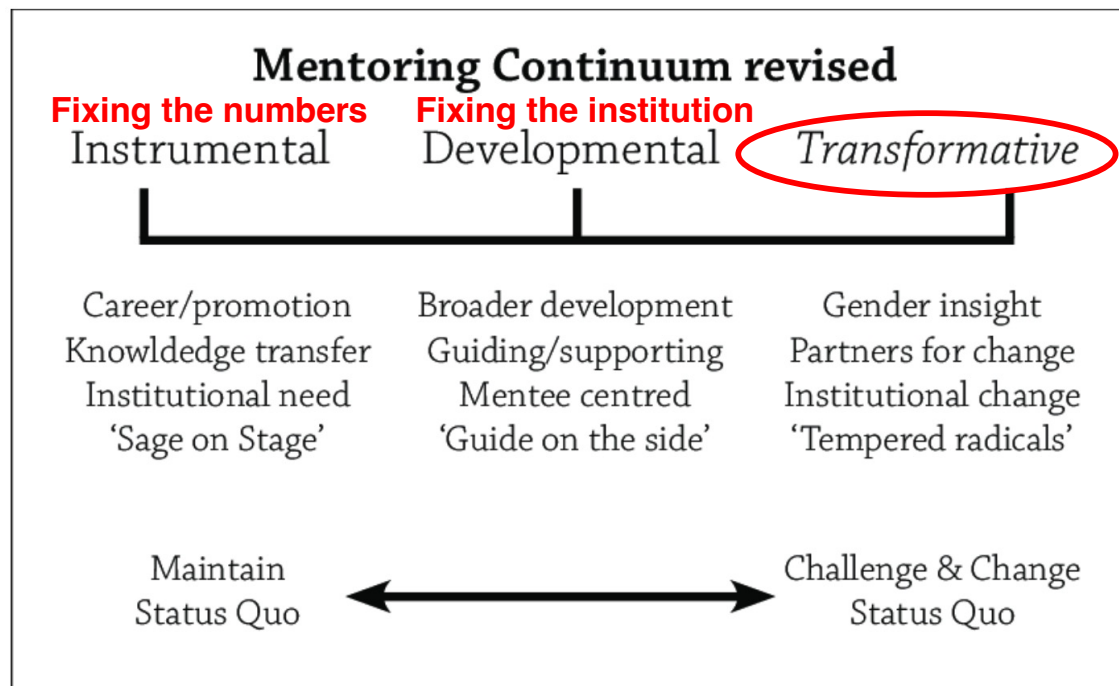 Mentoring Continuum revised
Fixing the numbers Fixing the institution
Instrumental Developmental Transformative
Career/promotion Broader development Gender insight
Knowldedge transfer Guiding/supporting Partners for change
Institutional need Mentee centred Institutional change
‘Sage on Stage’ ‘Guide on the side’ ‘Tempered radicals’
Maintain Challenge & Change
Status Quo Status Quo